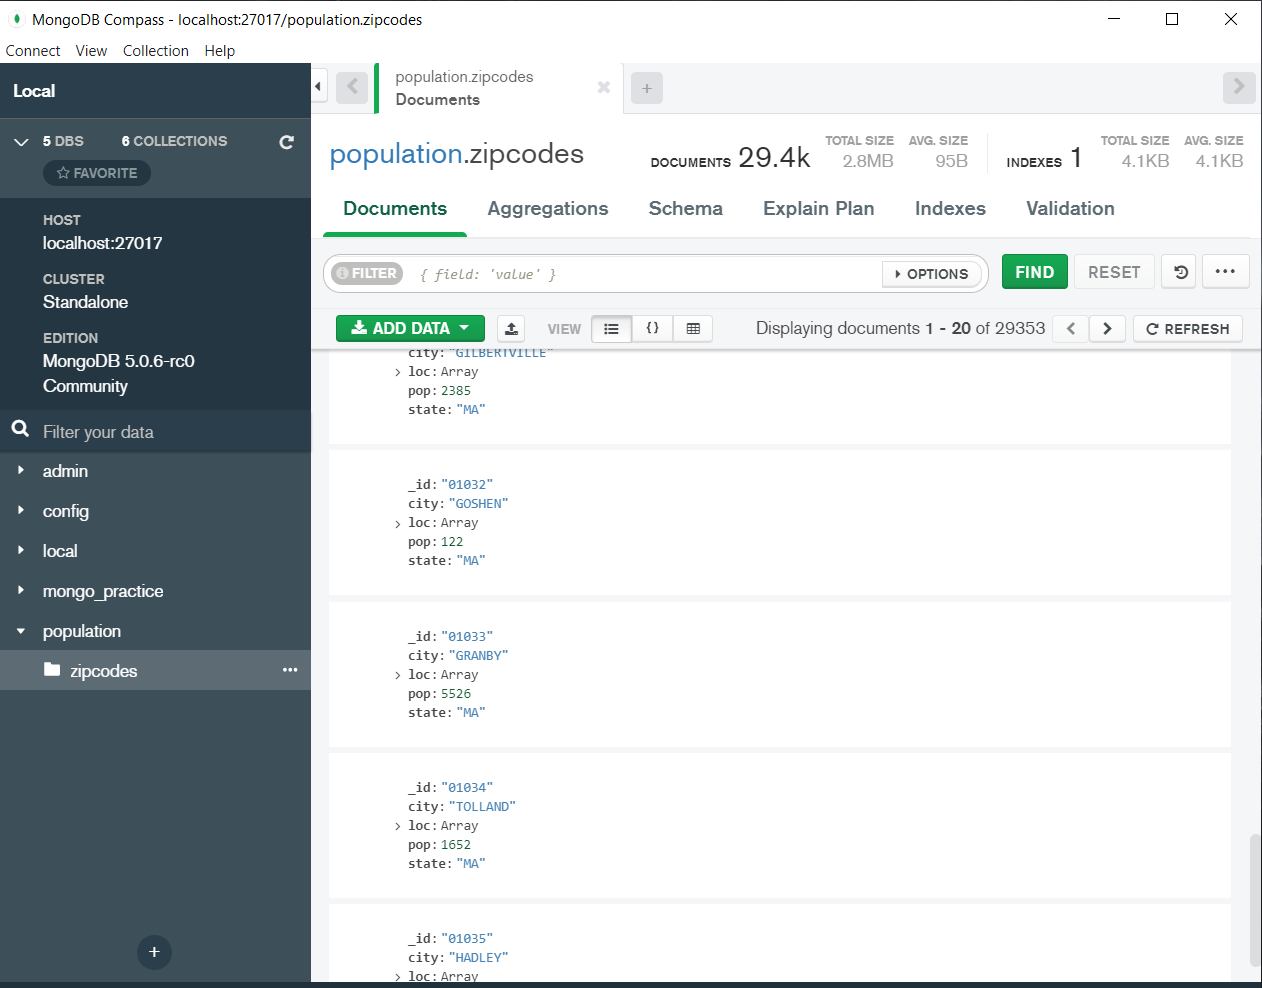 MongoDB Compass - localhost:27017/population.zipcodes
Connect View Collection Help
Local
5 DBS 6 COLLECTIONS
FAVORITE
HOST
localhost:27017
CLUSTER
Standalone
EDITION
MongoDB 5.0.6-rc0
Community
Filter your data
admin
config
local
mongo_practice
population
zipcodes
population.zipcodes
Documents
population.zipcodes
DOCUMENTS 29.4k
TOTAL SIZE
2.8MB
AVG. SIZE
95B
INDEXES 1
TOTAL SIZE
4.1KB
AVG. SIZE
4.1KB
Documents Aggregations Schema Explain Plan Indexes Validation
FILTER { field: 'value' } OPTIONS FIND RESET
ADD DATA VIEW {} Displaying documents 1 - 20 of 29353 REFRESH
city: "GILBERTVILLE"
loc: Array
pop: 2385
state: "MA"
_id: "01032"
city: "GOSHEN"
loc: Array
pop: 122
state: "MA"
_id: "01033"
city: "GRANBY"
loc: Array
pop: 5526
state: "MA"
_id: "01034"
city: "TOLLAND"
loc: Array
pop: 1652
state: "MA"
_id: "01035"
city: "HADLEY"
loc: Array